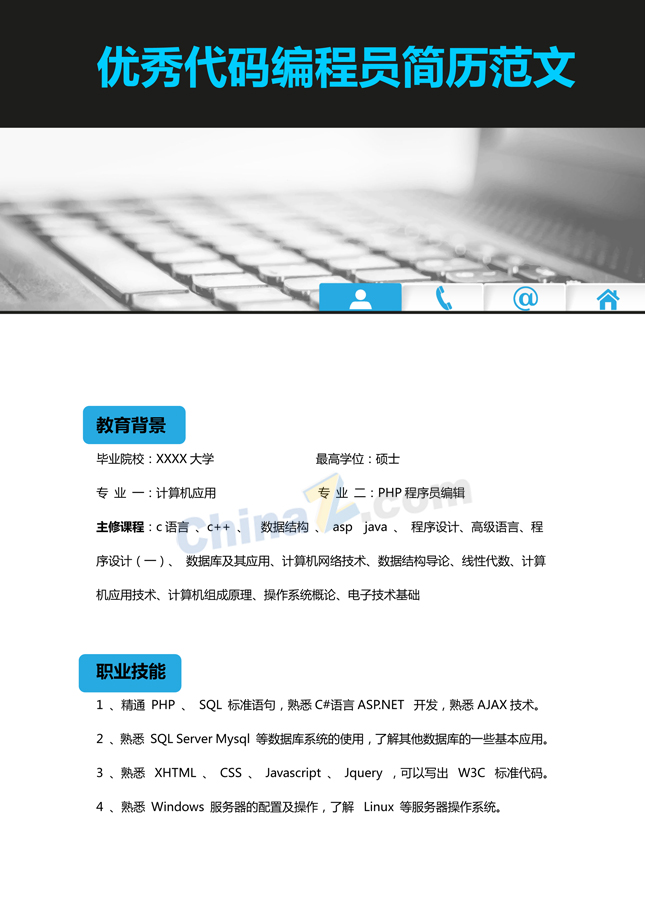 优秀代码编程员简历范文
@
教育背景
毕业院校：XXXX 大学 最高学位：硕士
专 业 一：计算机应用 专 业 二：PHP 程序员编辑
主修课程：c 语言 、c++ 、 数据结构 、 asp java 、 程序设计、高级语言、程
序设计（一）、 数据库及其应用、计算机网络技术、数据结构导论、线性代数、计算
机应用技术、计算机组成原理、操作系统概论、电子技术基础
ChinaZ.com
职业技能
1 、精通 PHP 、 SQL 标准语句，熟悉 C#语言 ASP.NET 开发，熟悉 AJAX 技术。
2 、熟悉 SQL Server Mysql 等数据库系统的使用，了解其他数据库的一些基本应用。
3 、熟悉 XHTML 、 CSS 、 Javascript 、 Jquery ，可以写出 W3C 标准代码。
4 、熟悉 Windows 服务器的配置及操作，了解 Linux 等服务器操作系统。